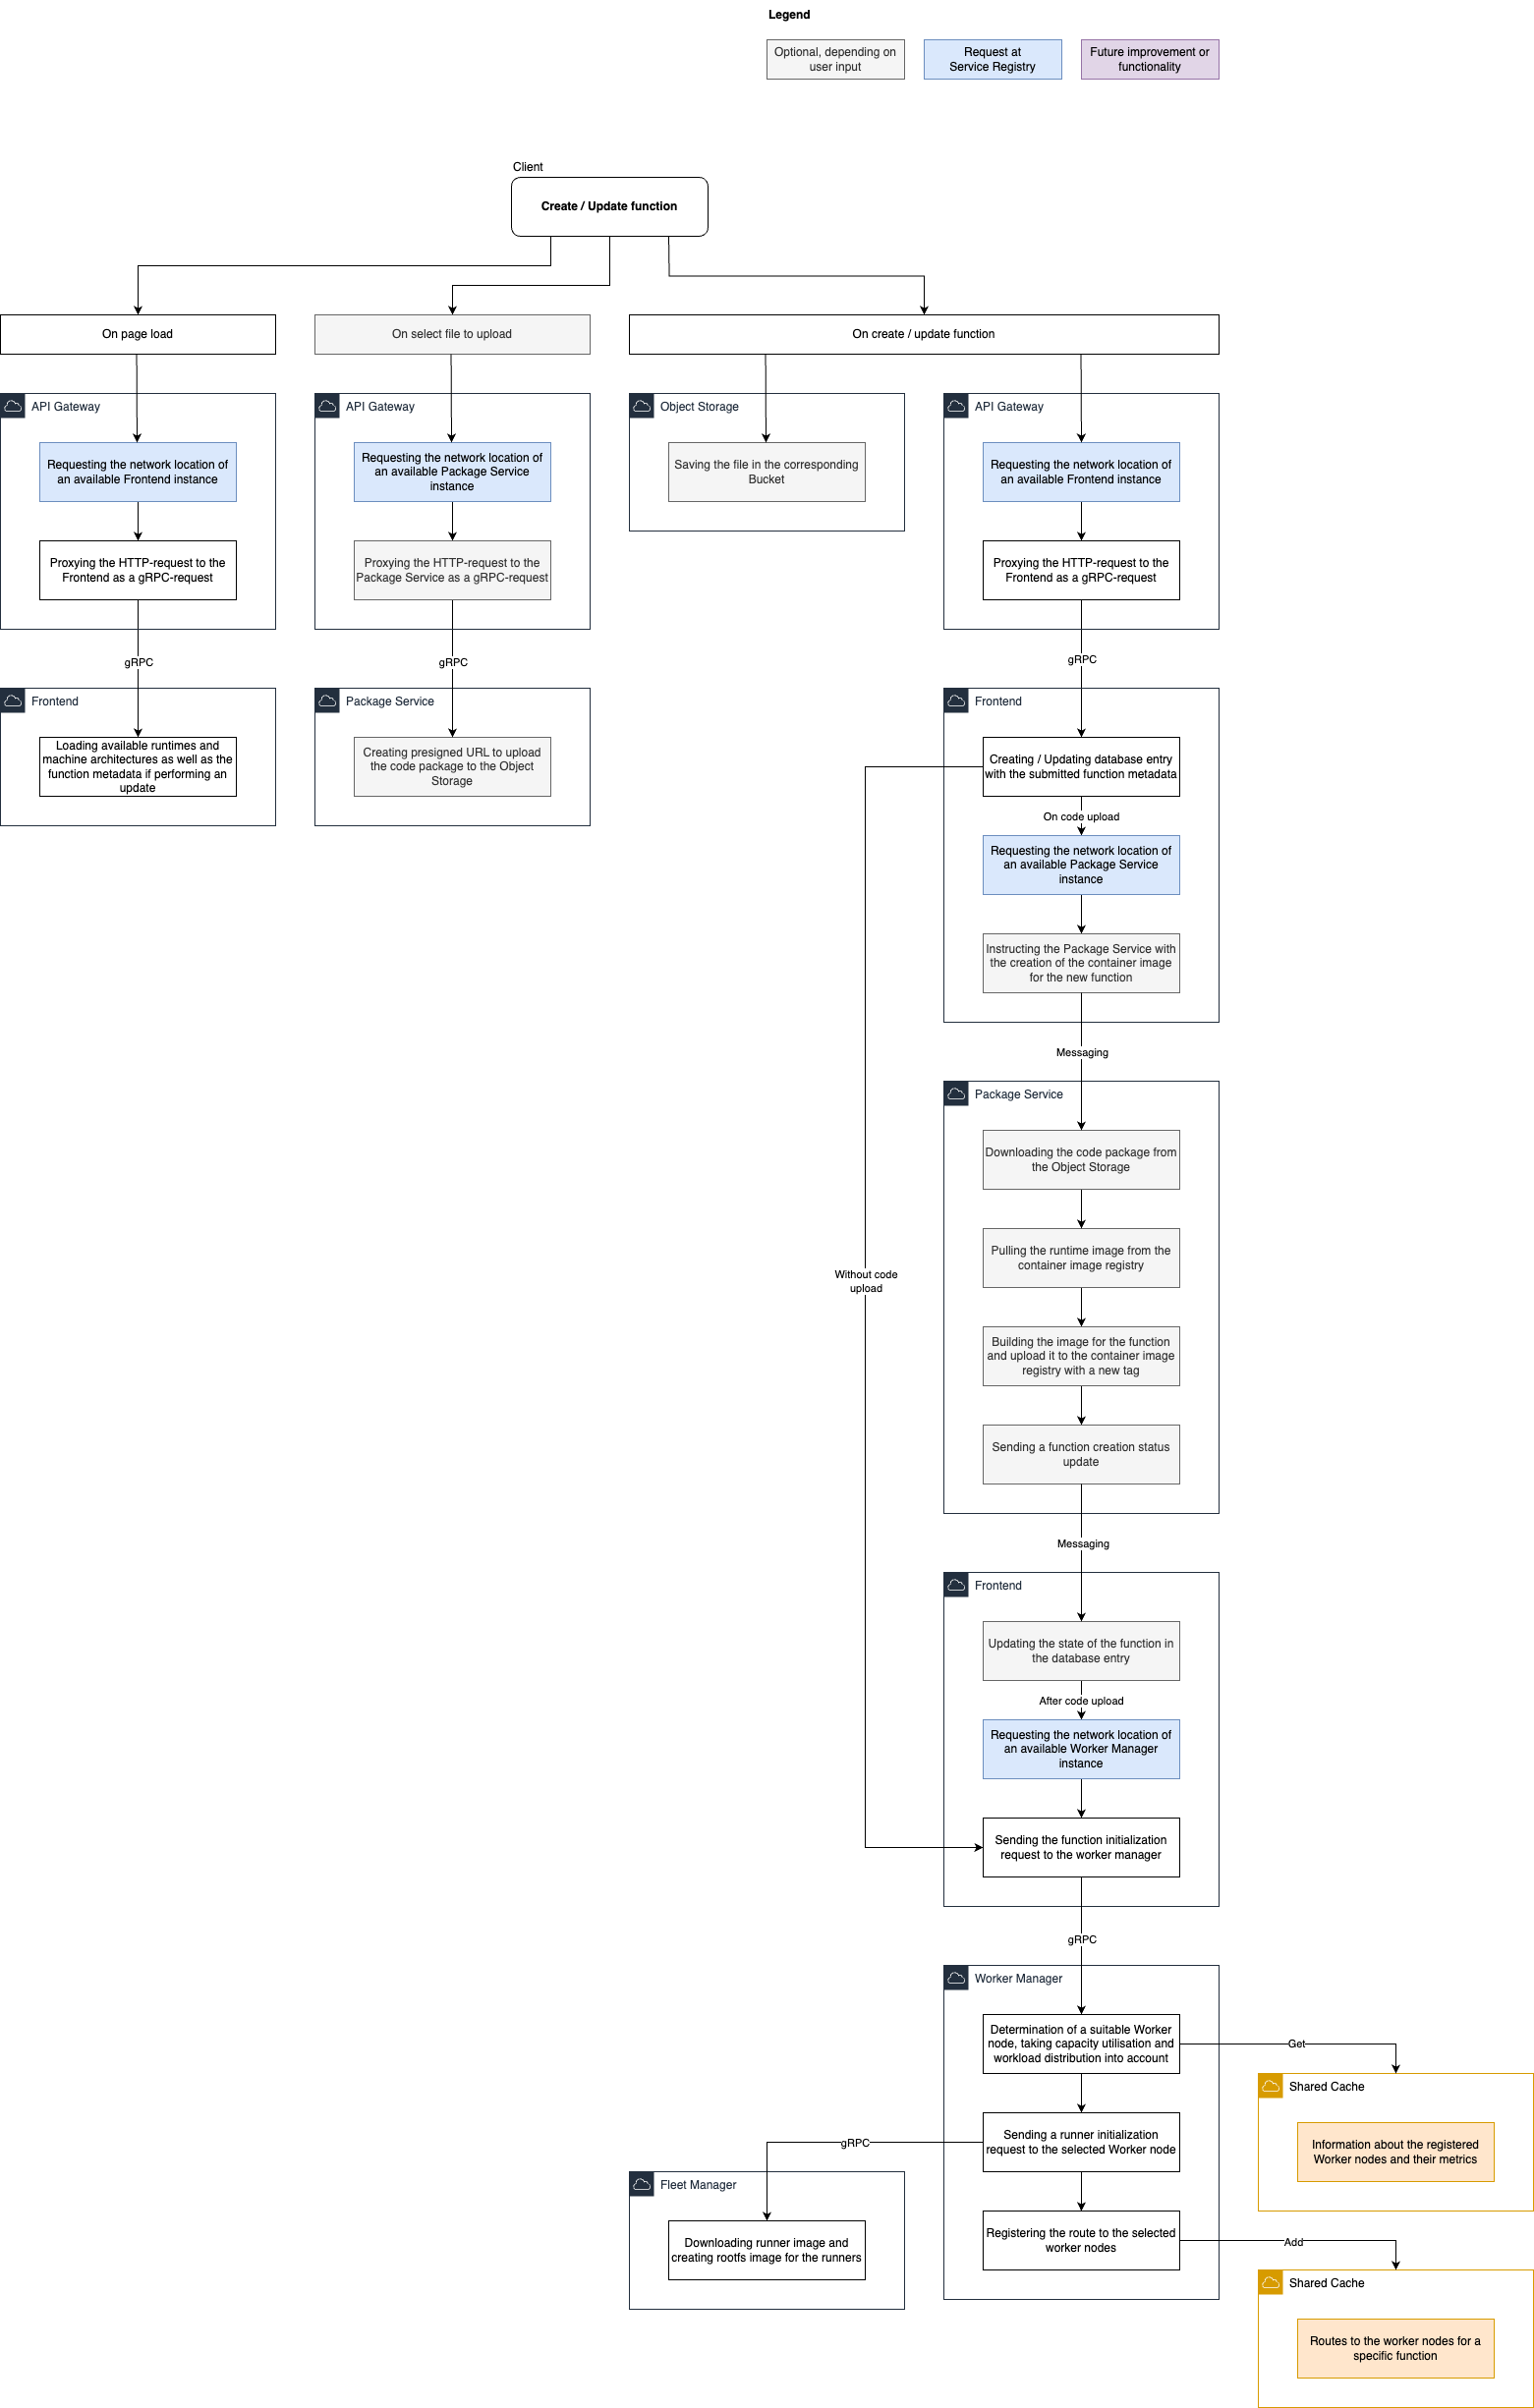 Legend
Optional, depending on
user input
Request at
Service Registry
Future improvement or
functionality
Client
Create / Update function
On page load
On select file to upload
On create / update function
API Gateway
Requesting the network location of
an available Frontend instance
Proxying the HTTP-request to the
Frontend as a gRPC-request
gRPC
Frontend
Loading available runtimes and
machine architectures as well as the
function metadata if performing an
update
API Gateway
Requesting the network location of
an available Package Service
instance
Proxying the HTTP-request to the
Package Service as a gRPC-request
gRPC
Package Service
Creating presigned URL to upload
the code package to the Object
Storage
Object Storage
Saving the file in the corresponding
Bucket
API Gateway
Requesting the network location of
an available Frontend instance
Proxying the HTTP-request to the
Frontend as a gRPC-request
gRPC
Frontend
Creating / Updating database entry
with the submitted function metadata
On code upload
Requesting the network location of
an available Package Service
instance
Instructing the Package Service with
the creation of the container image
for the new function
Messaging
Package Service
Downloading the code package from
the Object Storage
Pulling the runtime image from the
container image registry
Without code
upload
Building the image for the function
and upload it to the container image
registry with a new tag
Sending a function creation status
update
Messaging
Frontend
Updating the state of the function in
the database entry
After code upload
Requesting the network location of
an available Worker Manager
instance
Sending the function initialization
request to the worker manager
gRPC
Worker Manager
Determination of a suitable Worker
node, taking capacity utilisation and
workload distribution into account
Get
Shared Cache
Information about the registered
Worker nodes and their metrics
Sending a runner initialization
request to the selected Worker node
gRPC
Fleet Manager
Downloading runner image and
creating rootfs image for the runners
Registering the route to the selected
worker nodes
Add
Shared Cache
Routes to the worker nodes for a
specific function